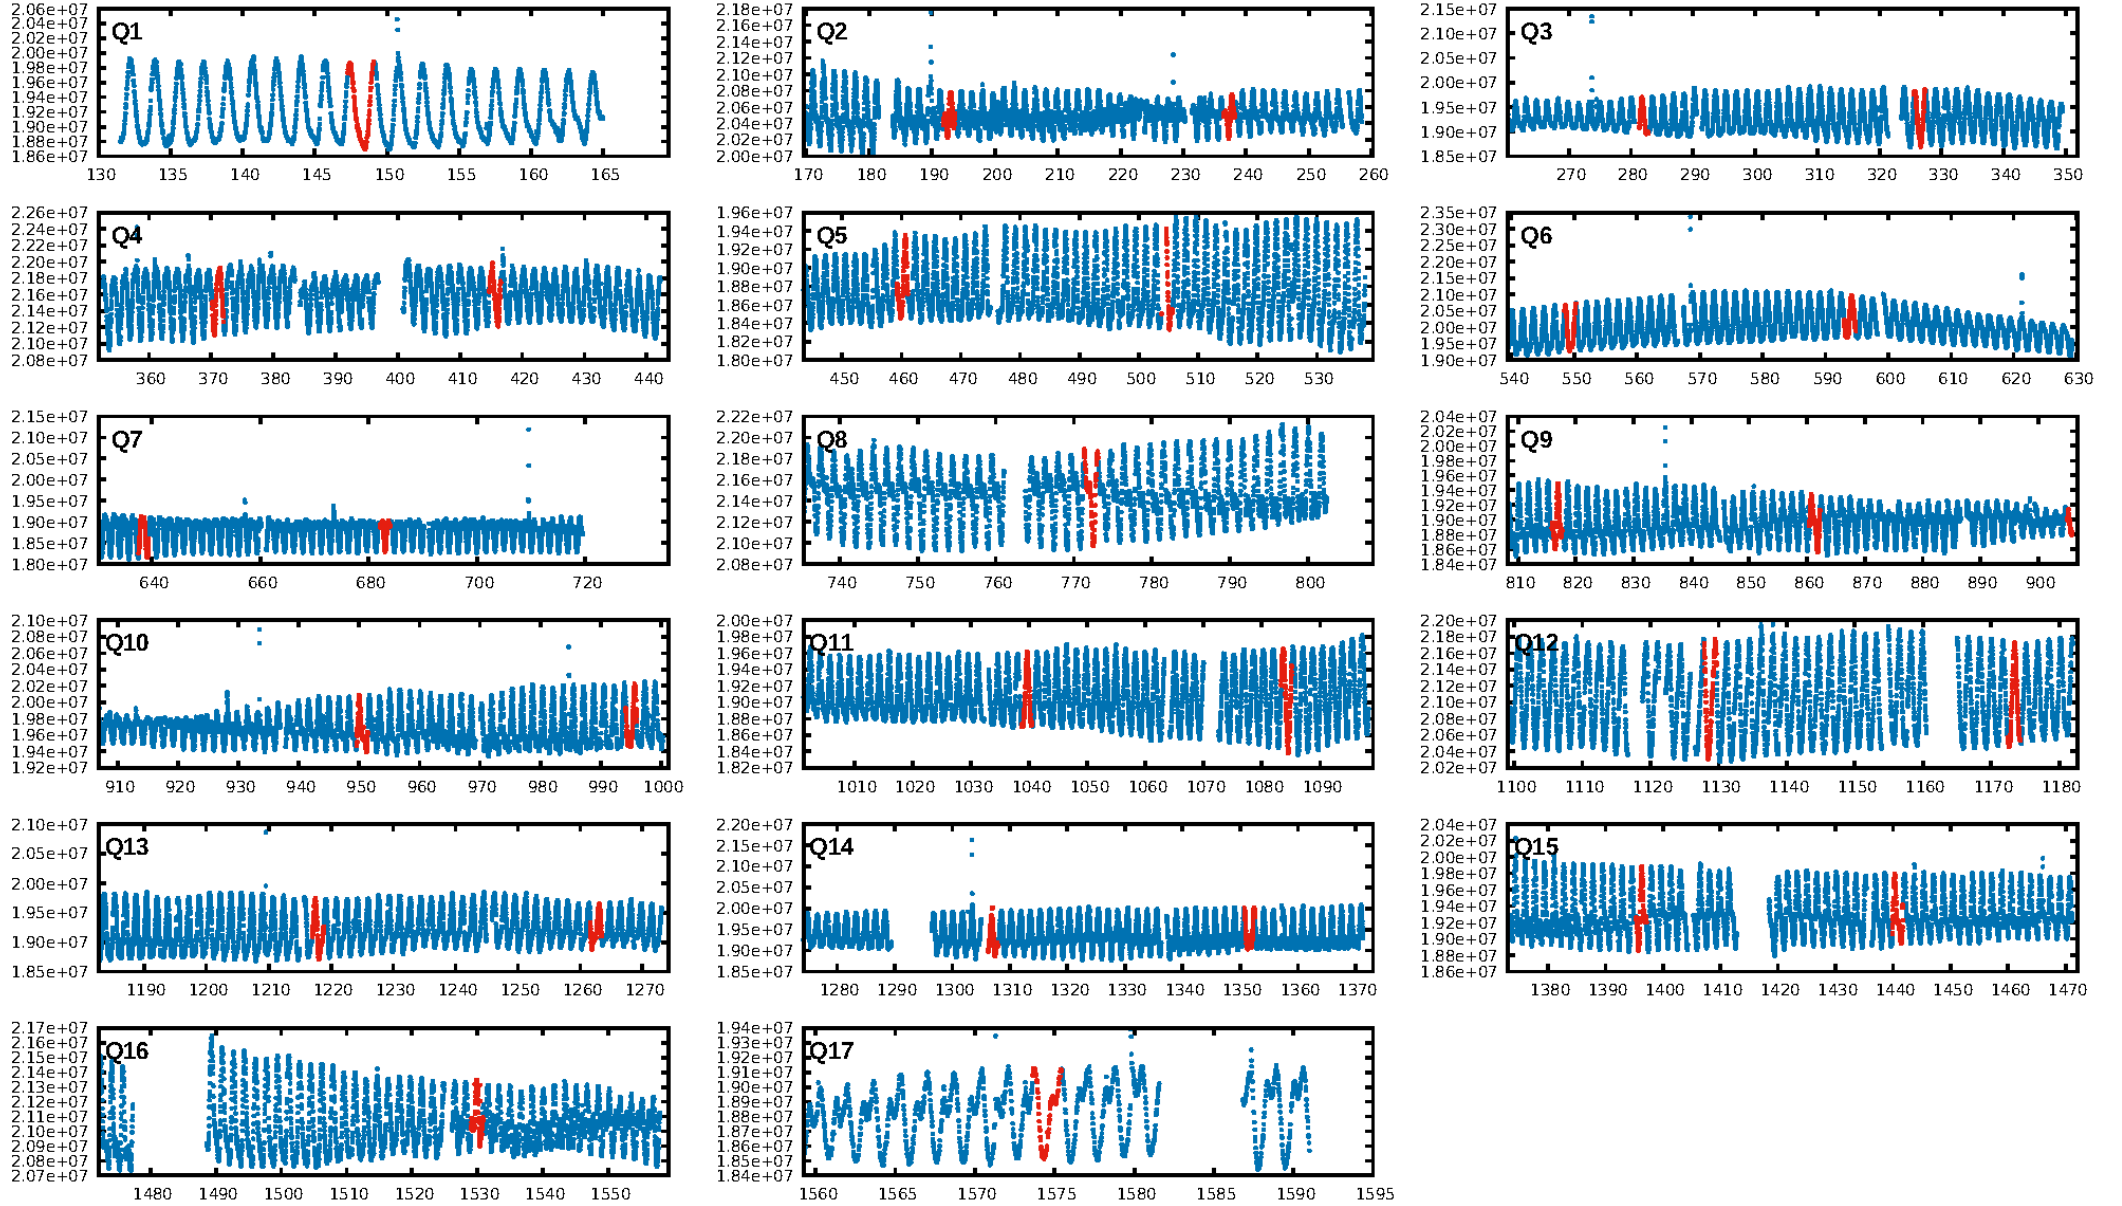 Q1
2.06e+07
2.04e+07
2.02e+07
2.00e+07
1.98e+07
1.96e+07
1.94e+07
1.92e+07
1.90e+07
1.88e+07
1.86e+07
130 135 140 145 150 155 160 165
Q2
2.18e+07
2.16e+07
2.14e+07
2.12e+07
2.10e+07
2.08e+07
2.06e+07
2.04e+07
2.02e+07
2.00e+07
170 180 190 200 210 220 230 240 250 260
Q3
2.15e+07
2.10e+07
2.05e+07
2.00e+07
1.95e+07
1.90e+07
1.85e+07
270 280 290 300 310 320 330 340 350
Q4
2.26e+07
2.24e+07
2.22e+07
2.20e+07
2.18e+07
2.16e+07
2.14e+07
2.12e+07
2.10e+07
2.08e+07
360 370 380 390 400 410 420 430 440
Q5
1.96e+07
1.94e+07
1.92e+07
1.90e+07
1.88e+07
1.86e+07
1.84e+07
1.82e+07
1.80e+07
450 460 470 480 490 500 510 520 530
Q6
2.35e+07
2.30e+07
2.25e+07
2.20e+07
2.15e+07
2.10e+07
2.05e+07
2.00e+07
1.95e+07
1.90e+07
540 550 560 570 580 590 600 610 620 630
Q7
2.15e+07
2.10e+07
2.05e+07
2.00e+07
1.95e+07
1.90e+07
1.85e+07
1.80e+07
640 660 680 700 720
Q8
2.22e+07
2.20e+07
2.18e+07
2.16e+07
2.14e+07
2.12e+07
2.10e+07
2.08e+07
740 750 760 770 780 790 800
Q9
2.04e+07
2.02e+07
2.00e+07
1.98e+07
1.96e+07
1.94e+07
1.92e+07
1.90e+07
1.88e+07
1.86e+07
1.84e+07
810 820 830 840 850 860 870 880 890 900
Q10
2.10e+07
2.08e+07
2.06e+07
2.04e+07
2.02e+07
2.00e+07
1.98e+07
1.96e+07
1.94e+07
1.92e+07
910 920 930 940 950 960 970 980 990 1000
Q11
2.00e+07
1.98e+07
1.96e+07
1.94e+07
1.92e+07
1.90e+07
1.88e+07
1.86e+07
1.84e+07
1.82e+07
1010 1020 1030 1040 1050 1060 1070 1080 1090
Q12
2.20e+07
2.18e+07
2.16e+07
2.14e+07
2.12e+07
2.10e+07
2.08e+07
2.06e+07
2.04e+07
2.02e+07
1100 1110 1120 1130 1140 1150 1160 1170 1180
Q13
2.10e+07
2.05e+07
2.00e+07
1.95e+07
1.90e+07
1.85e+07
1190 1200 1210 1220 1230 1240 1250 1260 1270
Q14
2.20e+07
2.15e+07
2.10e+07
2.05e+07
2.00e+07
1.95e+07
1.90e+07
1.85e+07
1280 1290 1300 1310 1320 1330 1340 1350 1360 1370
Q15
2.04e+07
2.02e+07
2.00e+07
1.98e+07
1.96e+07
1.94e+07
1.92e+07
1.90e+07
1.88e+07
1.86e+07
1380 1390 1400 1410 1420 1430 1440 1450 1460 1470
Q16
2.17e+07
2.16e+07
2.15e+07
2.14e+07
2.13e+07
2.12e+07
2.11e+07
2.10e+07
2.09e+07
2.08e+07
2.07e+07
1480 1490 1500 1510 1520 1530 1540 1550
Q17
1.94e+07
1.93e+07
1.92e+07
1.91e+07
1.90e+07
1.89e+07
1.88e+07
1.87e+07
1.86e+07
1.85e+07
1.84e+07
1560 1565 1570 1575 1580 1585 1590 1595